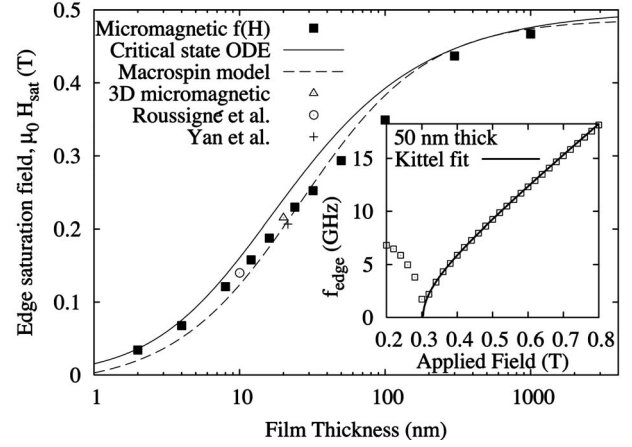 0.5
0.4
0.3
0.2
0.1
0
Edge saturation field, μ0 Hsat (T)
Micromagnetic f(H)
Critical state ODE
Macrospin model
3D micromagnetic
Roussigné et al.
Yan et al.
50 nm thick
Kittel fit
15
10
5
0
fedge (GHz)
0.2 0.3 0.4 0.5 0.6 0.7 0.8
Applied Field (T)
1 10 100 1000
Film Thickness (nm)